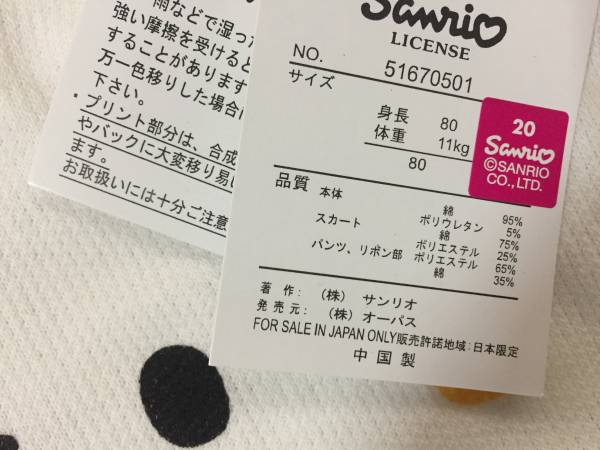 雨などで湿った
強い摩擦を受けると
することがあります
万一色移りした場合
下さい。
・プリント部分は、合成
やバックに大変移り易い
ます。
お取扱いには十分ご注意
Sanrio
LICENSE
NO. 51670501
サイズ
身長 80
体重 11kg
80
20
Sanrio
©SANRIO
CO.,LTD.
品質 本体 綿 95%
ポリウレタン 5%
スカート 綿 75%
ポリエステル 25%
パンツ、リボン部 ポリエステル 65%
綿 35%
著 作: (株) サンリオ
発 売 元: (株) オーパス
FOR SALE IN JAPAN ONLY販売許諾地域:日本限定
中 国 製